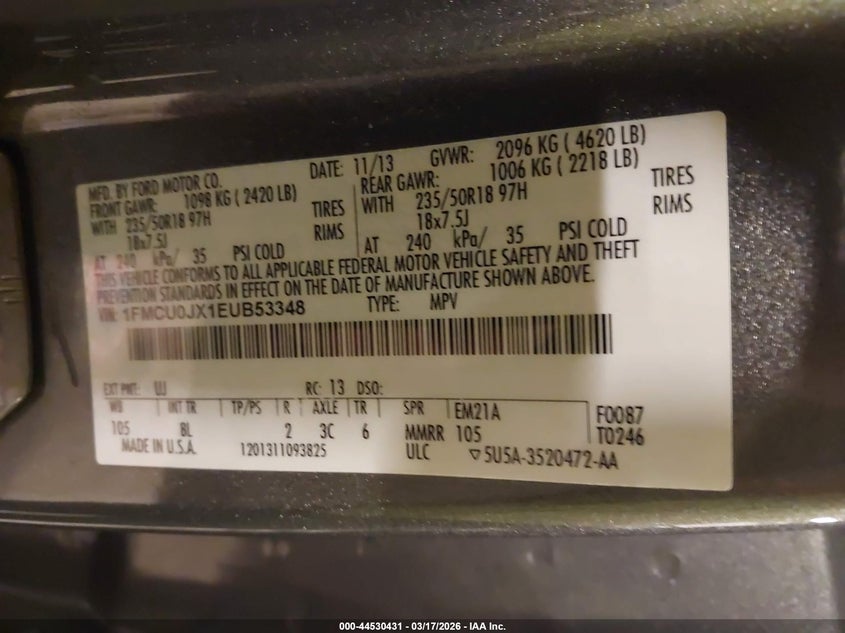 MFD. BY FORD MOTOR CO.
DATE: 11/13 GVWR: 2096 KG ( 4620 LB)
FRONT GAWR: 1098 KG ( 2420 LB)
REAR GAWR: 1006 KG ( 2218 LB)
WITH 235/50R18 97H TIRES
WITH 235/50R18 97H TIRES
18x7.5J RIMS
18x7.5J RIMS
AT 240 kPa/ 35 PSI COLD
AT 240 kPa/ 35 PSI COLD
THIS VEHICLE CONFORMS TO ALL APPLICABLE FEDERAL MOTOR VEHICLE SAFETY AND THEFT
PREVENTION STANDARDS IN EFFECT ON THE DATE OF MANUFACTURE SHOWN ABOVE.
VIN: 1FMCU0JX1EUB53348 TYPE: MPV
EXT PNT: UJ RC: 13 DSO:
WB INT TR TP/PS R AXLE TR SPR EM21A F0087
105 BL 2 3C 6 MMRR 105 T0246
MADE IN U.S.A. 1201311093825 ULC ▽5U5A-3520472-AA
000-44530431 - 03/17/2026 - IAA Inc.